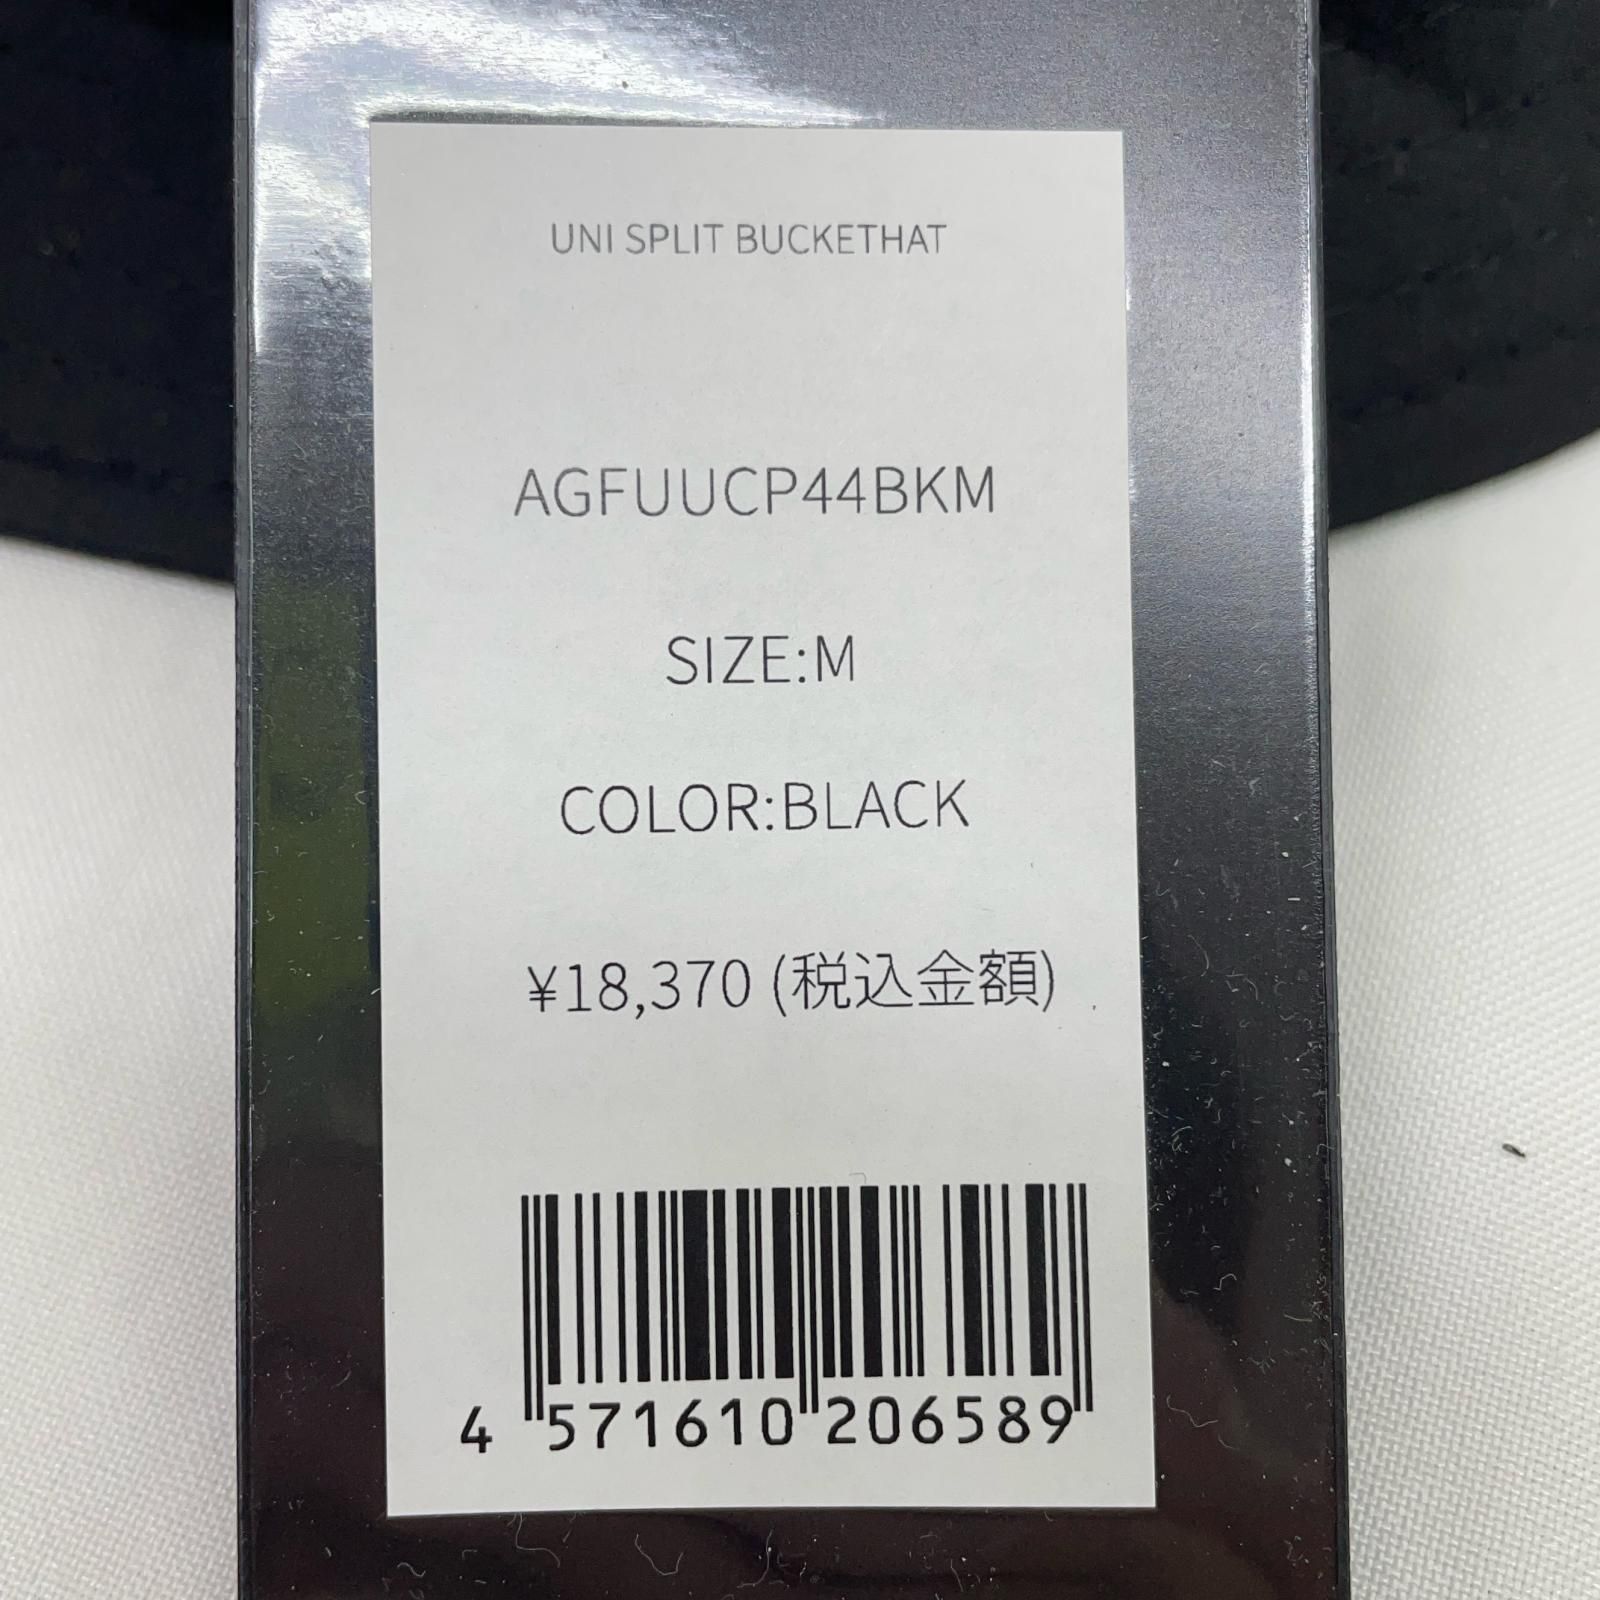 UNI SPLIT BUCKETHAT
AGFUUCP44BKM
SIZE:M
COLOR:BLACK
¥18,370 (税込金額)
4 571610 206589